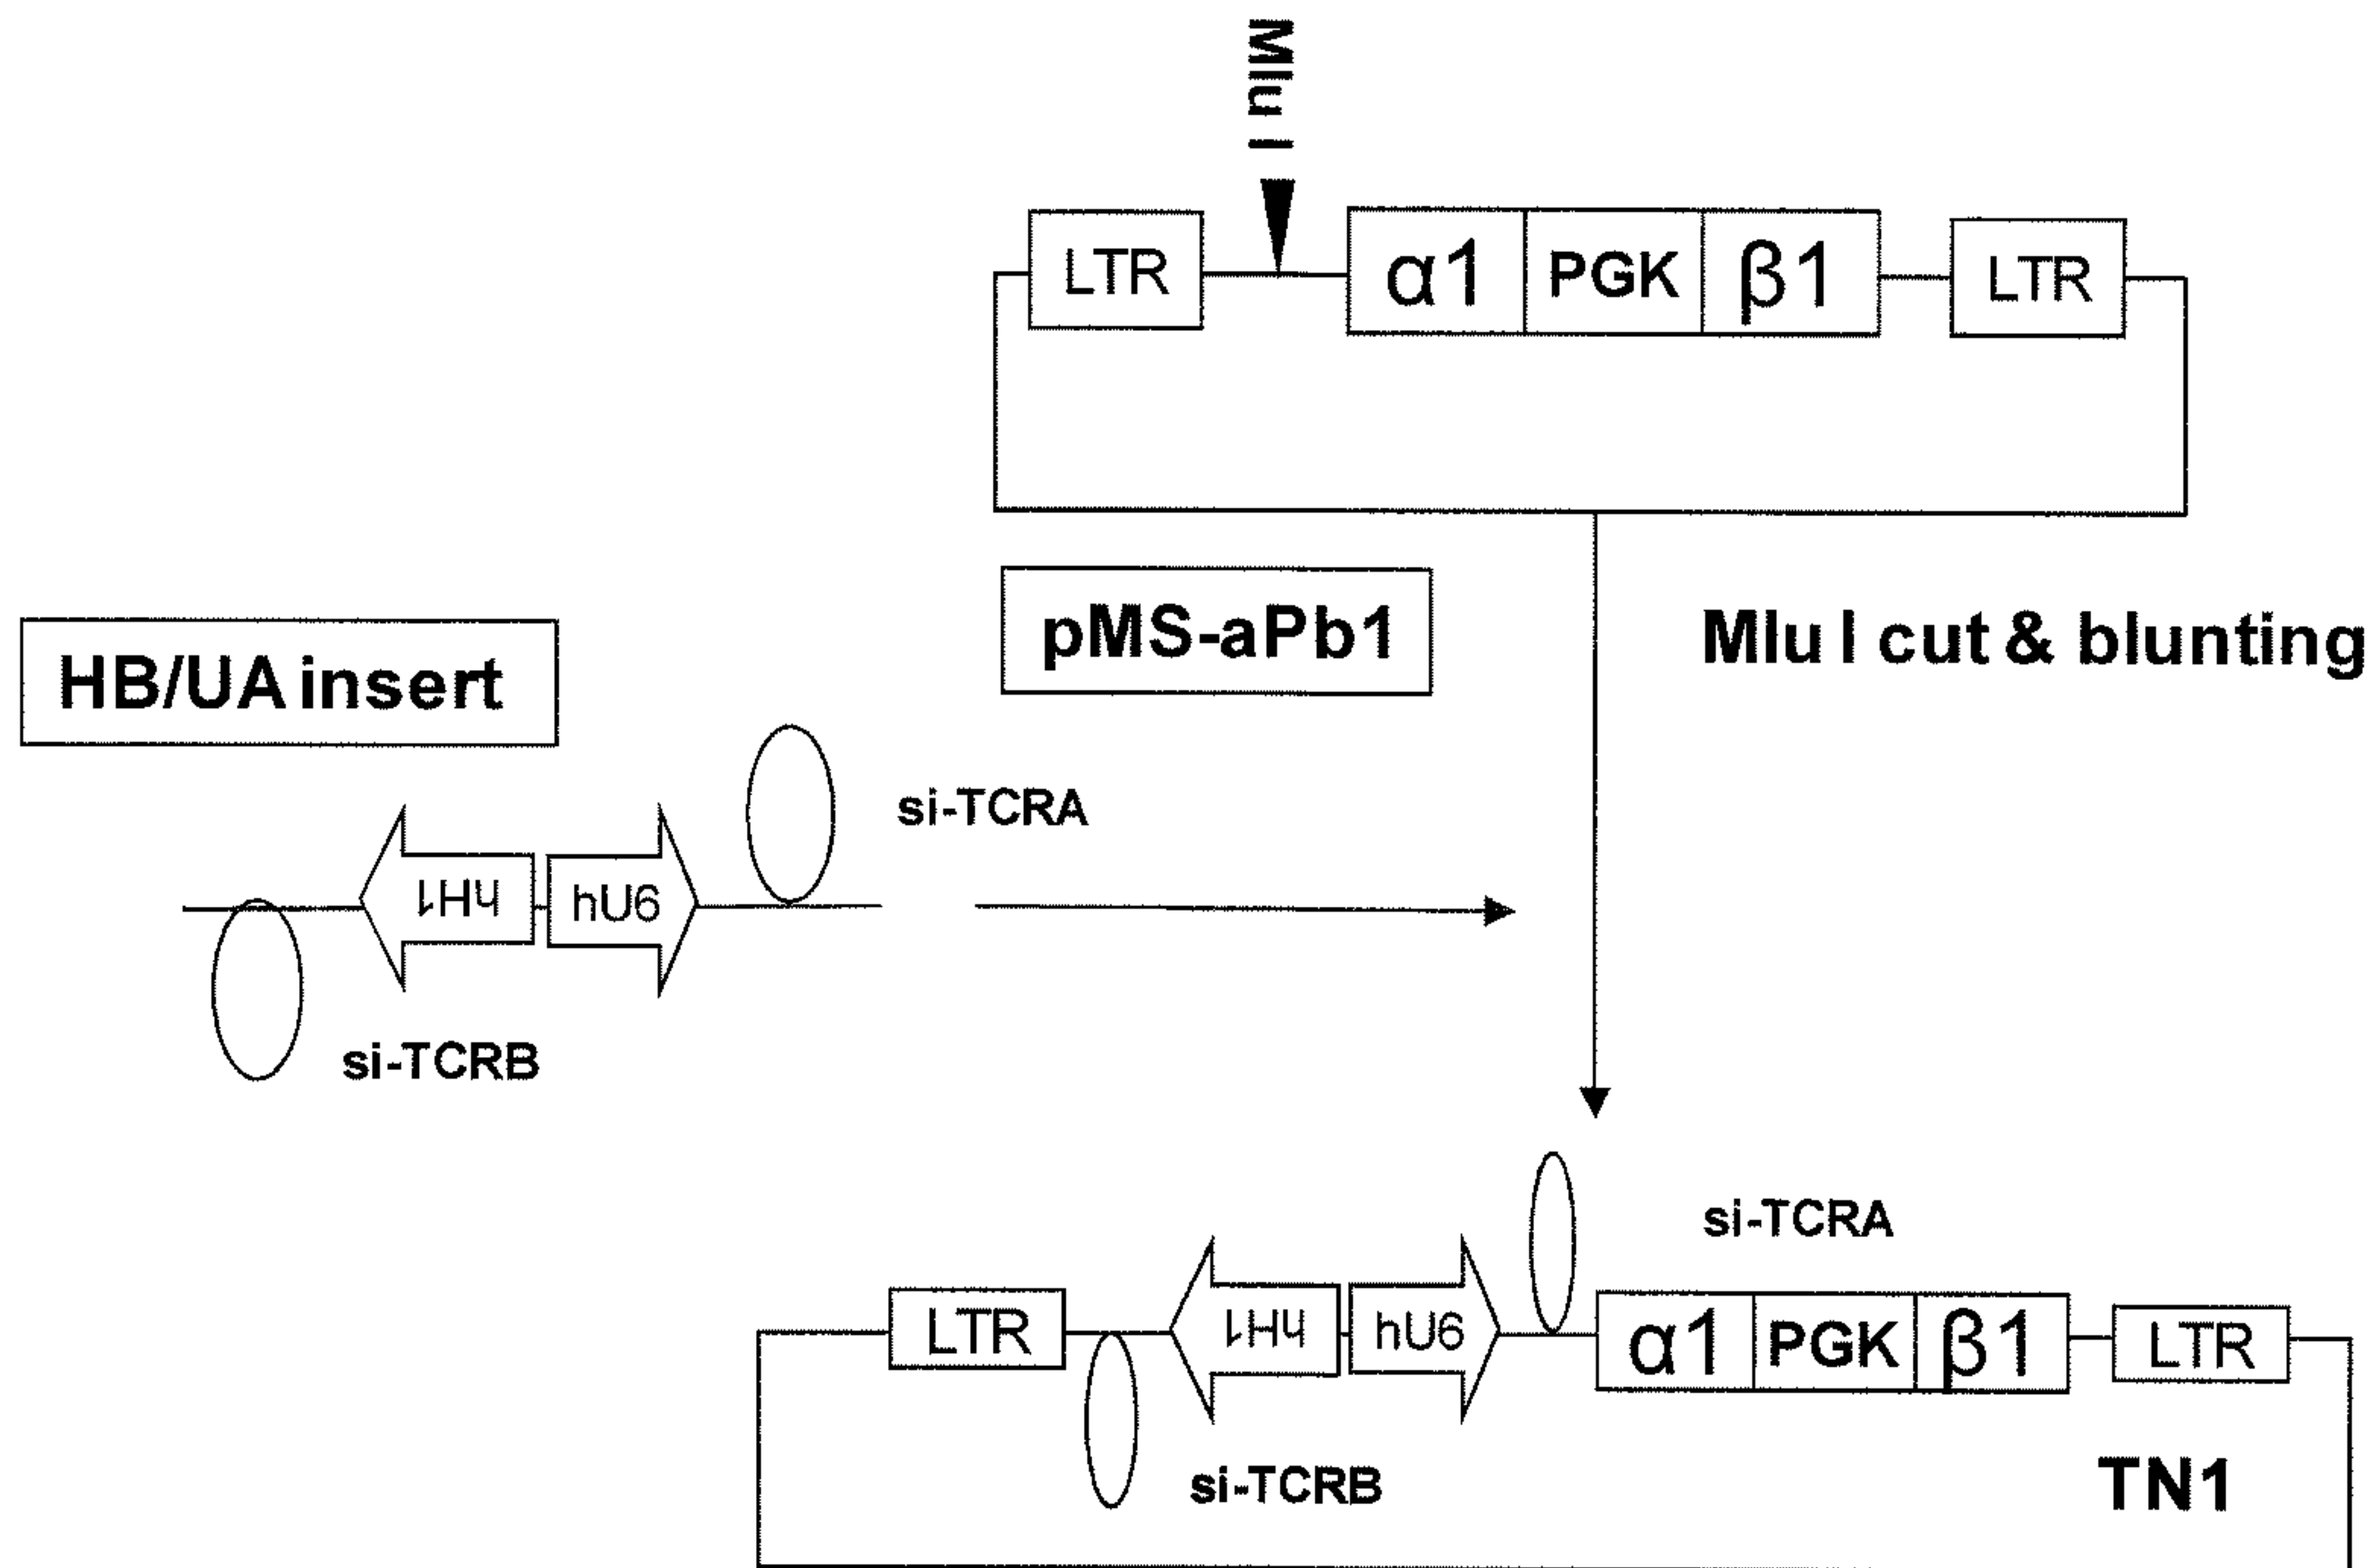 Mlu I
LTR
α1
PGK
β1
LTR
pMS-aPb1
Mlu I cut & blunting
HB/UA insert
si-TCRA
hH1
hU6
si-TCRB
si-TCRA
LTR
hH1
hU6
α1
PGK
β1
LTR
si-TCRB
TN1